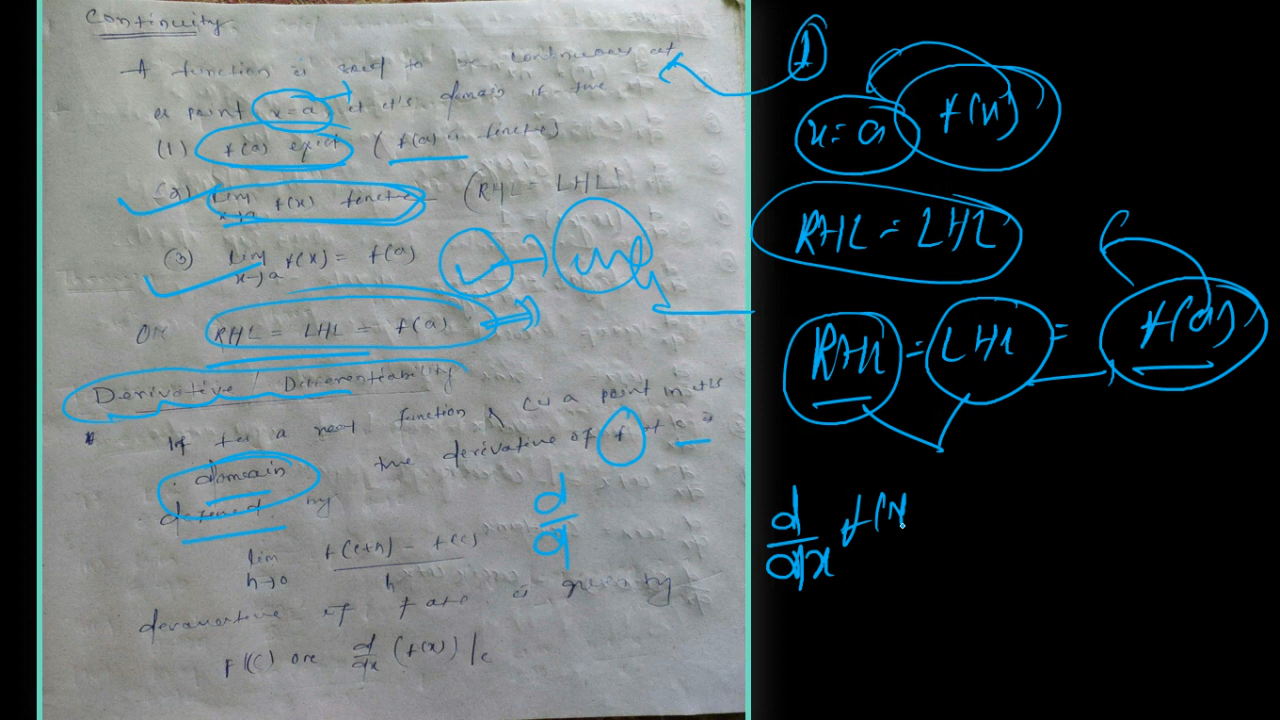 Continuity
A function is said to be continuous at
a point x=a of it's domain if the
(1) f(a) exist (f(a) is finite)
(2) lim x→a f(x) finite (RHL = LHL)
(3) lim x→a f(x) = f(a)
OR RHL = LHL = f(a)
Derivative / Differentiability
If f is a real function & c is a point in its
domain the derivative of f at c is
defined by
lim h→0 f(c+h) - f(c) / h
derivative of f at c is given by
f'(c) or d/dx (f(x)) |c
1
x=a f(x)
RHL = LHL
RHL = LHL = f(a)
d
d/dx f(x